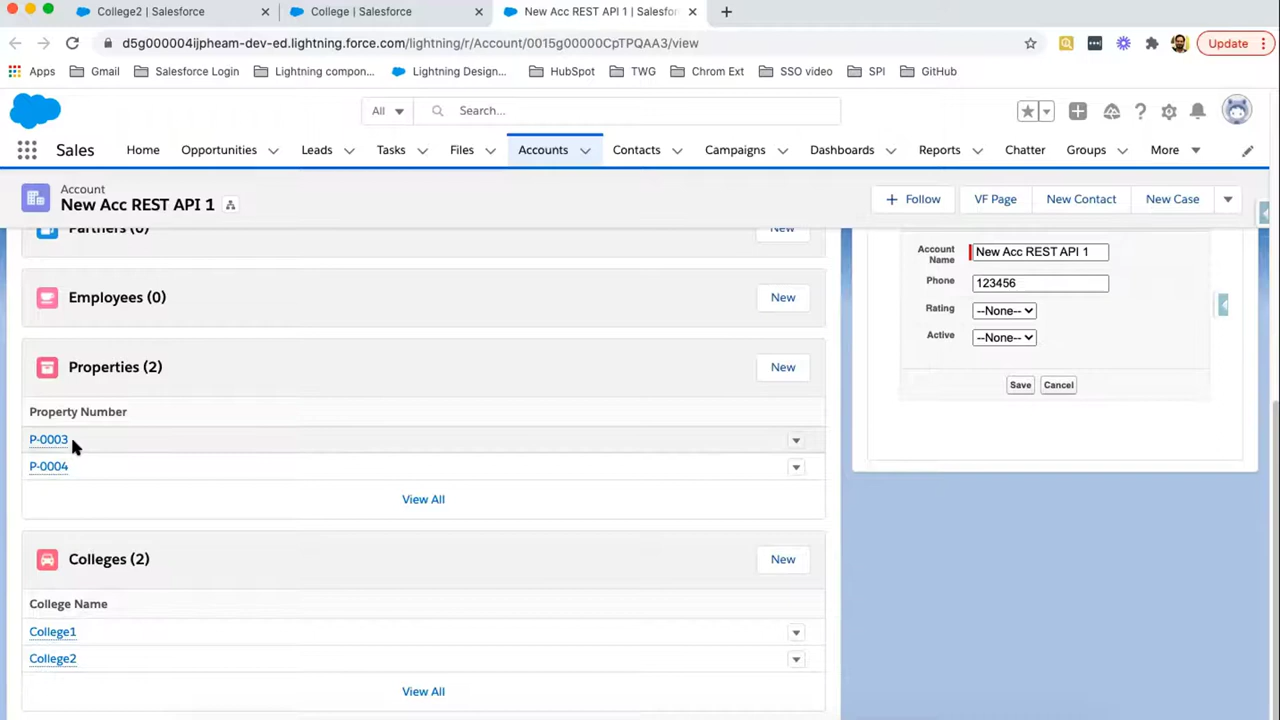 College2 | Salesforce
College | Salesforce
New Acc REST API 1 | Salesfor
d5g000004ijpheam-dev-ed.lightning.force.com/lightning/r/Account/0015g00000CpTPQAA3/view
Update
Apps
Gmail
Salesforce Login
Lightning compon...
Lightning Design...
HubSpot
TWG
Chrom Ext
SSO video
SPI
GitHub
All
Search...
Sales
Home
Opportunities
Leads
Tasks
Files
Accounts
Contacts
Campaigns
Dashboards
Reports
Chatter
Groups
More
Account
New Acc REST API 1
Follow
VF Page
New Contact
New Case
Partners (0)
New
Employees (0)
New
Properties (2)
New
Property Number
P-0003
P-0004
View All
Colleges (2)
New
College Name
College1
College2
View All
Account Name
New Acc REST API 1
Phone
123456
Rating
--None--
Active
--None--
Save
Cancel